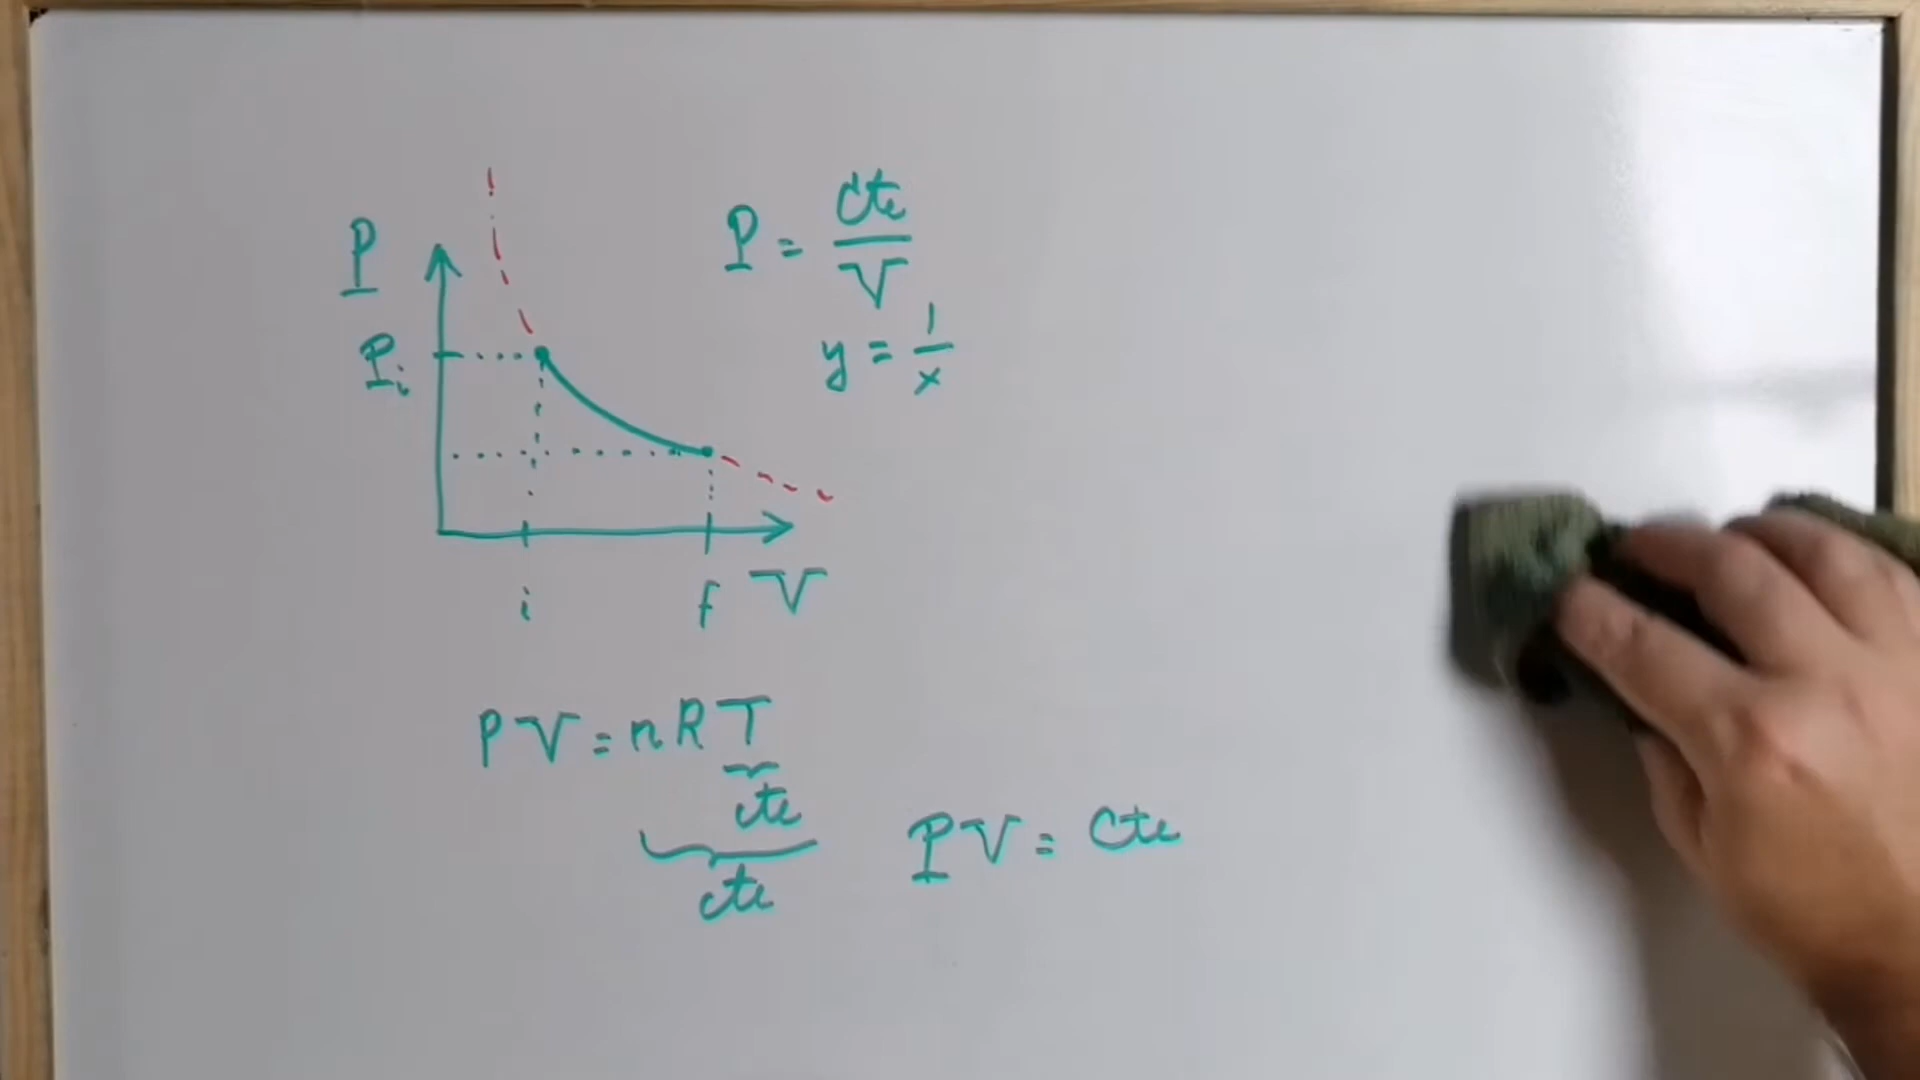 P
P = cte / V
Pi
y = 1 / x
i f V
PV = nRT
cte
PV = cte
cte